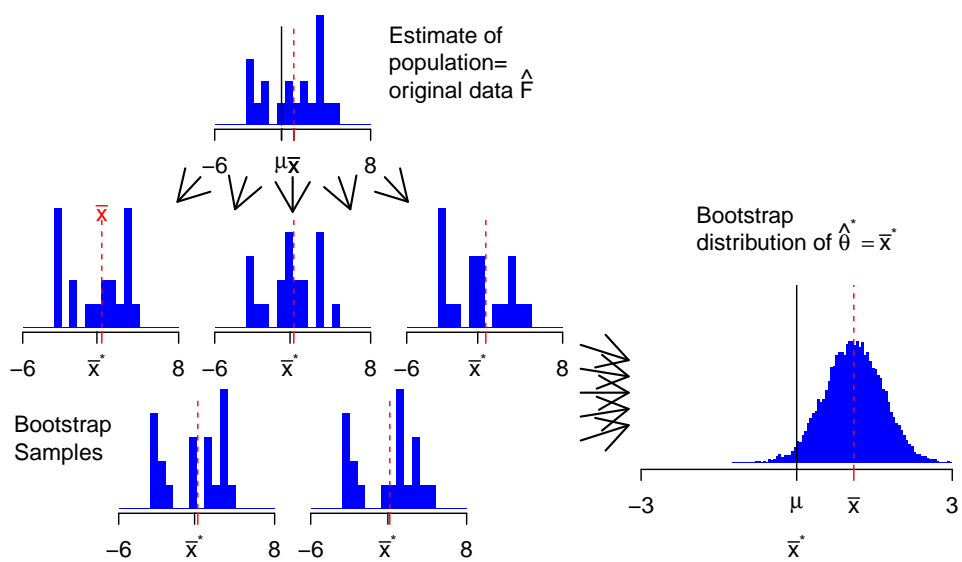 Estimate of
population=
original data F̂
−6 μ x̄ 8
x̄
−6 x̄* 8
−6 x̄* 8
−6 x̄* 8
Bootstrap
Samples
−6 x̄* 8
−6 x̄* 8
Bootstrap
distribution of θ̂* = x̄*
−3 μ x̄ 3
x̄*